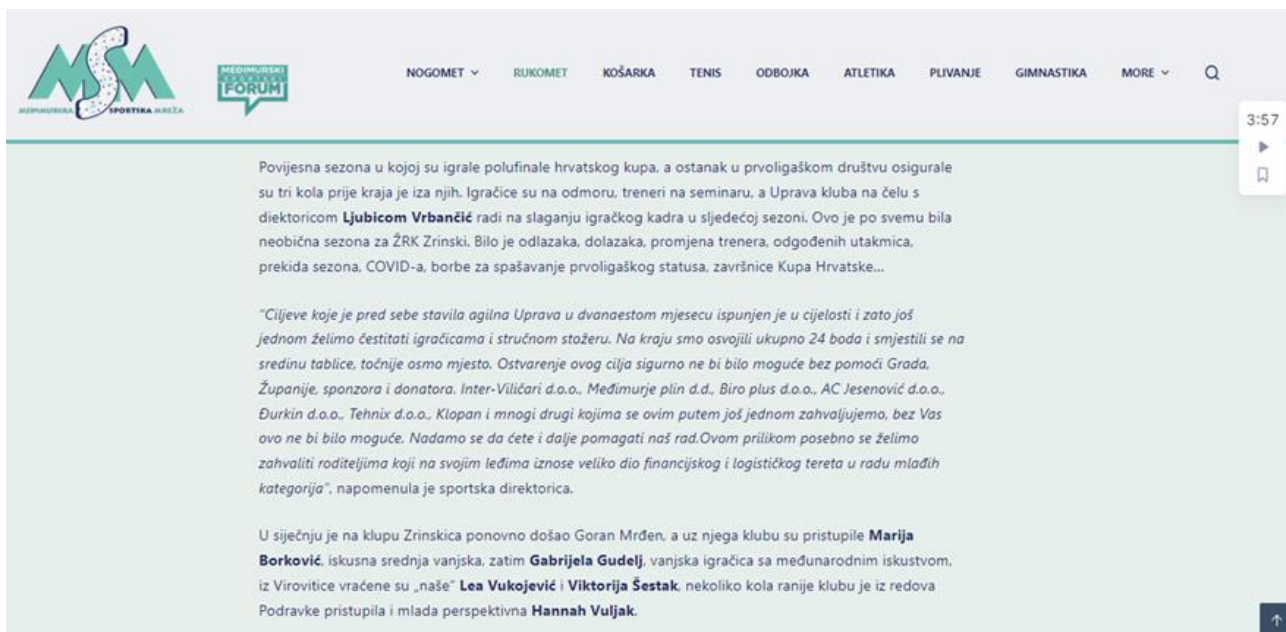 MSM
MEĐIMURSKA SPORTSKA MREŽA
MEĐIMURSKI
SPORTSKI
FORUM
NOGOMET RUKOMET KOŠARKA TENIS ODBOJKA ATLETIKA PLIVANJE GIMNASTIKA MORE
3:57
Povijesna sezona u kojoj su igrale polufinale hrvatskog kupa, a ostanak u prvoligaškom društvu osigurale
su tri kola prije kraja je iza njih. Igračice su na odmoru, treneri na seminaru, a Uprava kluba na čelu s
diektoricom Ljubicom Vrbančić radi na slaganju igračkog kadra u sljedećoj sezoni. Ovo je po svemu bila
neobična sezona za ŽRK Zrinski. Bilo je odlazaka, dolazaka, promjena trenera, odgođenih utakmica,
prekida sezona, COVID-a, borbe za spašavanje prvoligaškog statusa, završnice Kupa Hrvatske...
"Ciljeve koje je pred sebe stavila agilna Uprava u dvanaestom mjesecu ispunjen je u cijelosti i zato još
jednom želimo čestitati igračicama i stručnom stožeru. Na kraju smo osvojili ukupno 24 boda i smjestili se na
sredinu tablice, točnije osmo mjesto. Ostvarenje ovog cilja sigurno ne bi bilo moguće bez pomoći Grada,
Županije, sponzora i donatora. Inter-Viličari d.o.o., Međimurje plin d.d., Biro plus d.o.o., AC Jesenović d.o.o.,
Đurkin d.o.o., Tehnix d.o.o., Klopan i mnogi drugi kojima se ovim putem još jednom zahvaljujemo, bez Vas
ovo ne bi bilo moguće. Nadamo se da ćete i dalje pomagati naš rad.Ovom prilikom posebno se želimo
zahvaliti roditeljima koji na svojim leđima iznose veliko dio financijskog i logističkog tereta u radu mlađih
kategorija", napomenula je sportska direktorica.
U siječnju je na klupu Zrinskica ponovno došao Goran Mrđen, a uz njega klubu su pristupile Marija
Borković, iskusna srednja vanjska, zatim Gabrijela Gudelj, vanjska igračica sa međunarodnim iskustvom,
iz Virovitice vraćene su „naše" Lea Vukojević i Viktorija Šestak, nekoliko kola ranije klubu je iz redova
Podravke pristupila i mlada perspektivna Hannah Vuljak.